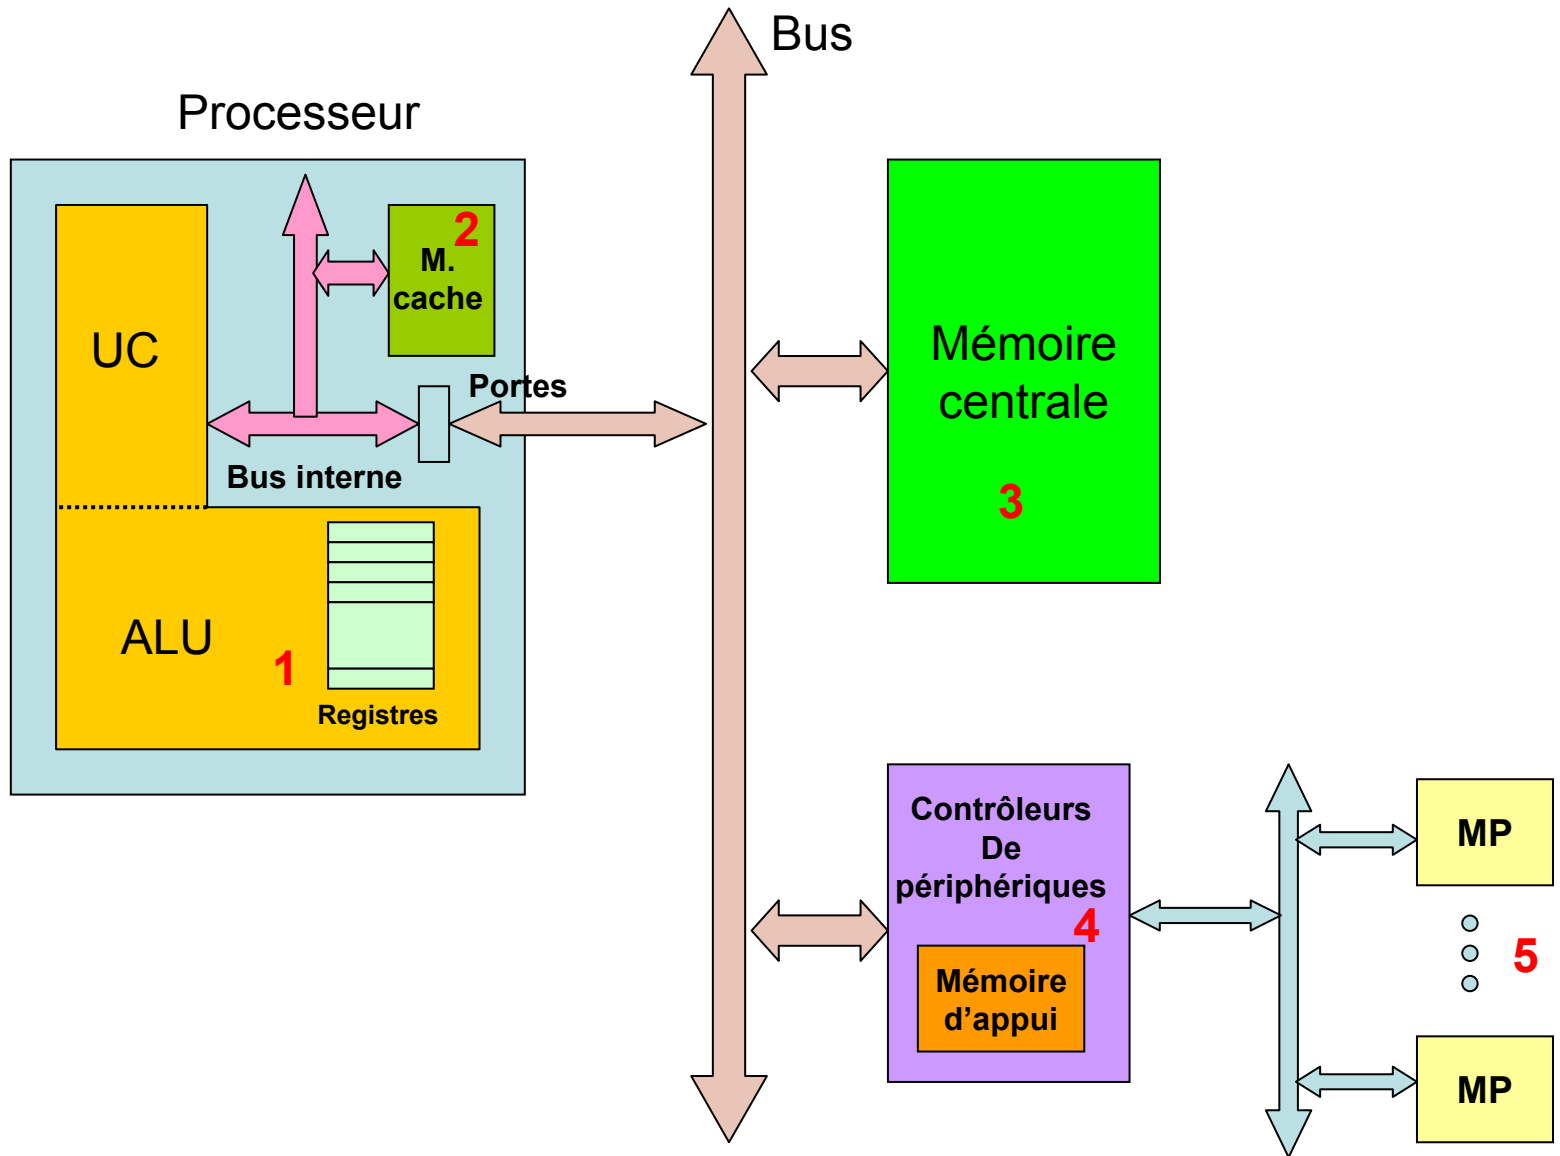 Bus
Processeur
2
M.
cache
UC
Portes
Bus interne
ALU
1
Registres
Mémoire
centrale
3
Contrôleurs
De
périphériques
4
Mémoire
d’appui
MP
5
MP